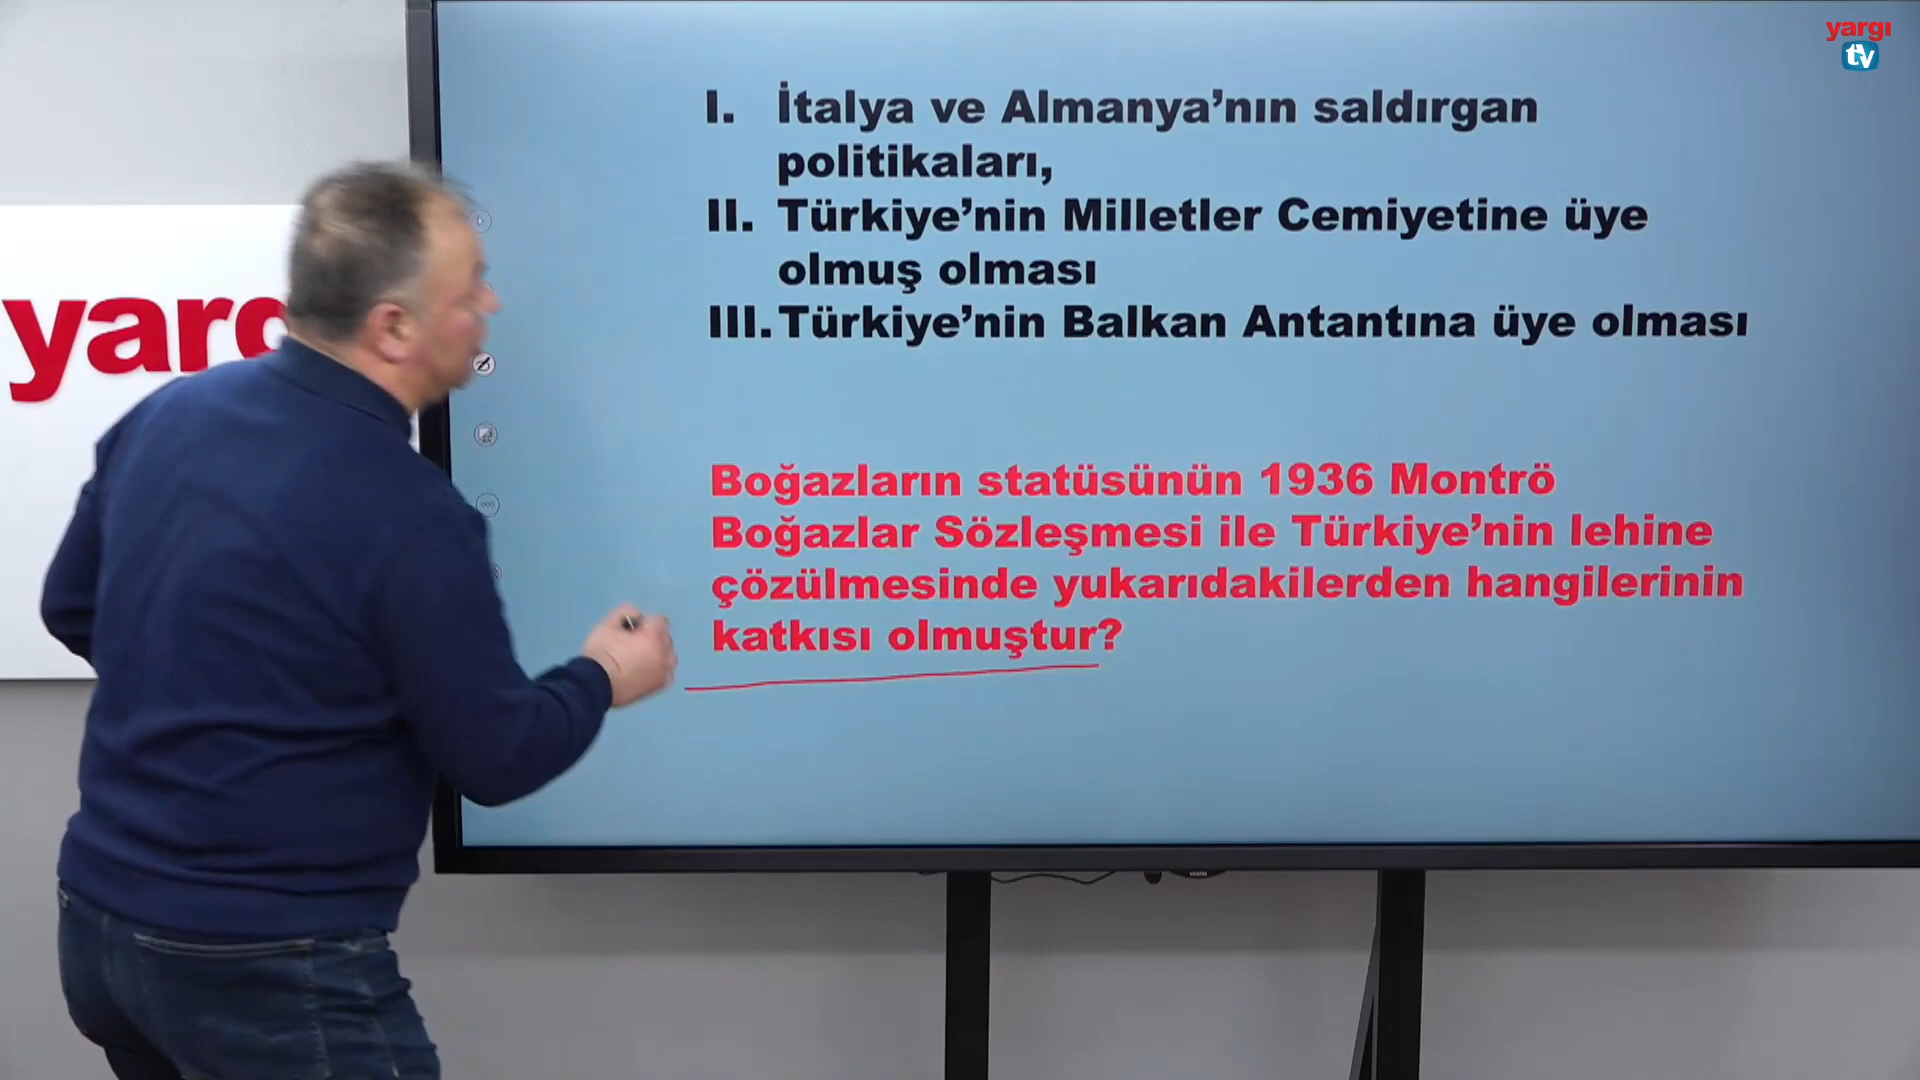 yargı
tv
I. İtalya ve Almanya’nın saldırgan
politikaları,
II. Türkiye’nin Milletler Cemiyetine üye
olmuş olması
III. Türkiye’nin Balkan Antantına üye olması
yarg
Boğazların statüsünün 1936 Montrö
Boğazlar Sözleşmesi ile Türkiye’nin lehine
çözülmesinde yukarıdakilerden hangilerinin
katkısı olmuştur?